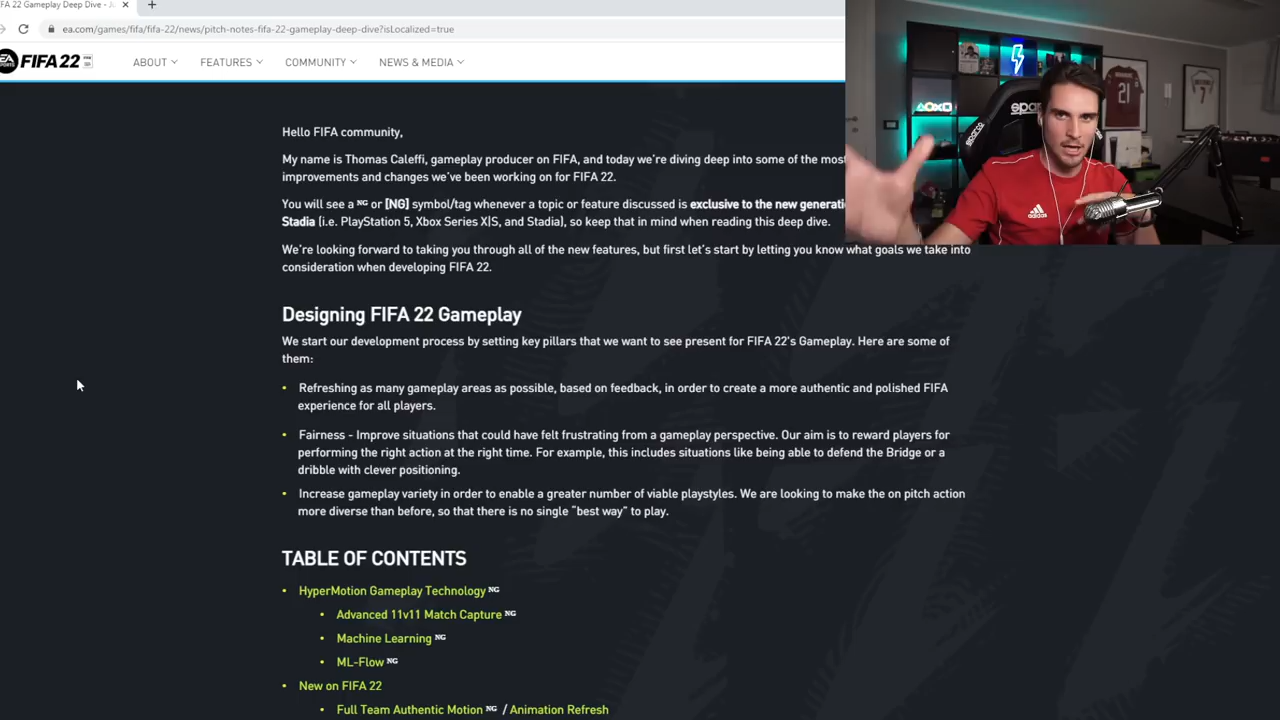 FA 22 Gameplay Deep Dive -
ea.com/games/fifa/fifa-22/news/pitch-notes-fifa-22-gameplay-deep-dive?isLocalized=true
EA SPORTS FIFA 22 ABOUT FEATURES COMMUNITY NEWS & MEDIA
Hello FIFA community,
My name is Thomas Caleffi, gameplay producer on FIFA, and today we're diving deep into some of the most
improvements and changes we've been working on for FIFA 22.
You will see a NG or [NG] symbol/tag whenever a topic or feature discussed is exclusive to the new
Stadia (i.e. PlayStation 5, Xbox Series X|S, and Stadia), so keep that in mind when reading this deep dive.
We're looking forward to taking you through all of the new features, but first let's start by letting you know what goals we take into
consideration when developing FIFA 22.
Designing FIFA 22 Gameplay
We start our development process by setting key pillars that we want to see present for FIFA 22's Gameplay. Here are some of
them:
• Refreshing as many gameplay areas as possible, based on feedback, in order to create a more authentic and polished FIFA
experience for all players.
• Fairness - Improve situations that could have felt frustrating from a gameplay perspective. Our aim is to reward players for
performing the right action at the right time. For example, this includes situations like being able to defend the Bridge or a
dribble with clever positioning.
• Increase gameplay variety in order to enable a greater number of viable playstyles. We are looking to make the on pitch action
more diverse than before, so that there is no single "best way" to play.
TABLE OF CONTENTS
• HyperMotion Gameplay Technology NG
• Advanced 11v11 Match Capture NG
• Machine Learning NG
• ML-Flow NG
• New on FIFA 22
• Full Team Authentic Motion NG / Animation Refresh
sparco
sparco
adidas
21
7